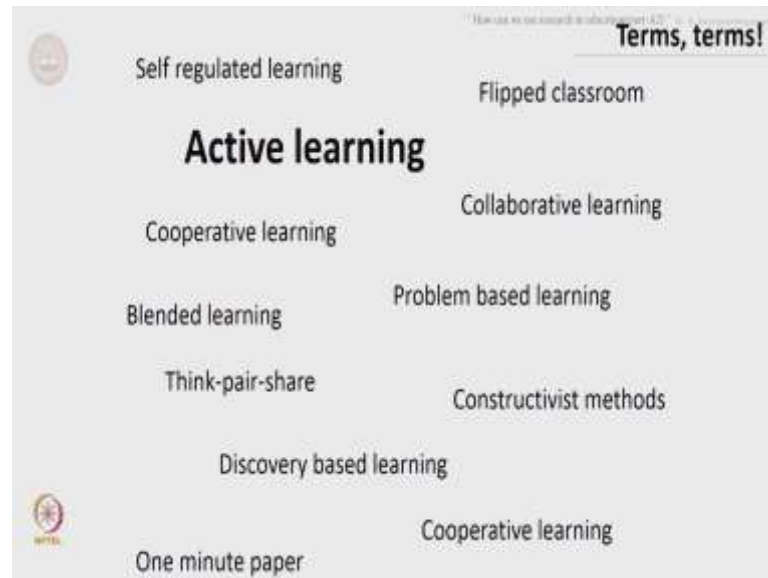 Terms, terms!
Self regulated learning
Flipped classroom
Active learning
Collaborative learning
Cooperative learning
Problem based learning
Blended learning
Think-pair-share
Constructivist methods
Discovery based learning
Cooperative learning
NPTEL
One minute paper